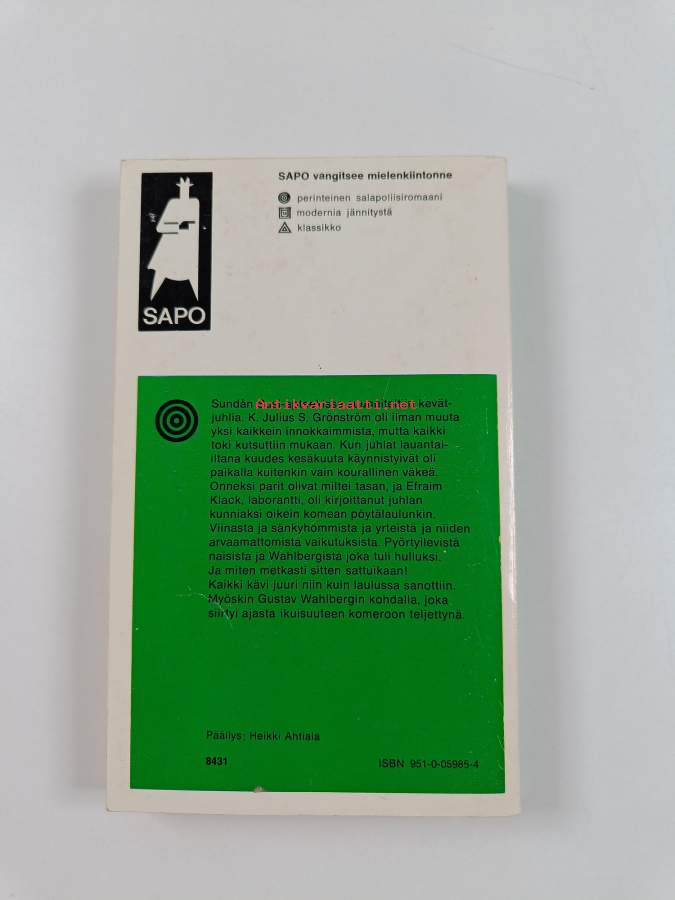 SAPO vangitsee mielenkiintonne
perinteinen salapoliisiromaani
modernia jännitystä
klassikko
SAPO
Sundån kevät-
Antikvariaatti.net
juhlia. K. Julius S. Grönström oli ilman muuta
yksi kaikkein innokkaimmista, mutta kaikki
toki kutsuttiin mukaan. Kun juhlat lauantai-
iltana kuudes kesäkuuta käynnistyivät oli
paikalla kuitenkin vain kourallinen väkeä.
Onneksi parit olivat miltei tasan, ja Efraim
Klack, laborantti, oli kirjoittanut juhlan
kunniaksi oikein komean pöytälaulunkin.
Viinasta ja sänkyhommista ja yrteistä ja niiden
arvaamattomista vaikutuksista. Pyörtyilevistä
naisista ja Wahlbergista joka tuli hulluksi.
Ja miten metkasti sitten sattuikaan!
Kaikki kävi juuri niin kuin laulussa sanottiin.
Myöskin Gustav Wahlbergin kohdalla, joka
siirtyi ajasta ikuisuuteen komeroon teljettynä.
Päällys: Heikki Ahtiala
8431
ISBN 951-0-05985-4